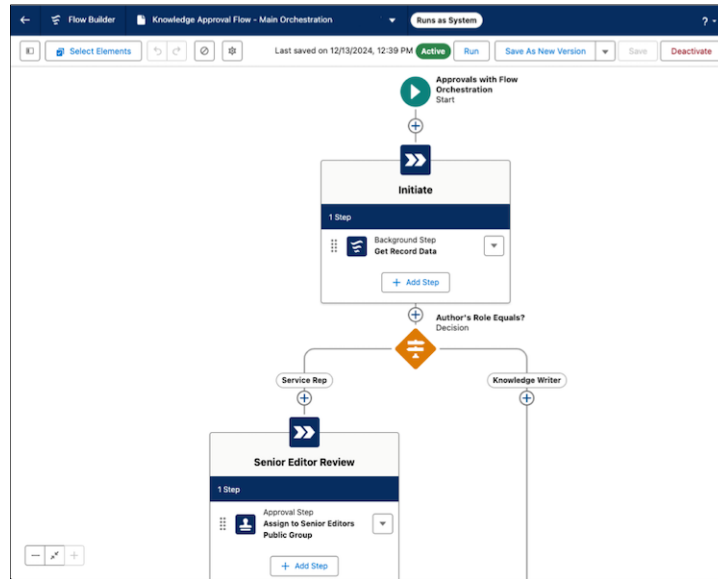 Flow Builder
Knowledge Approval Flow - Main Orchestration
Runs as System
?
Select Elements
Last saved on 12/13/2024, 12:39 PM
Active
Run
Save As New Version
Save
Deactivate
Approvals with Flow
Orchestration
Start
Initiate
1 Step
Background Step
Get Record Data
+ Add Step
Author's Role Equals?
Decision
Service Rep
Knowledge Writer
Senior Editor Review
1 Step
Approval Step
Assign to Senior Editors
Public Group
+ Add Step